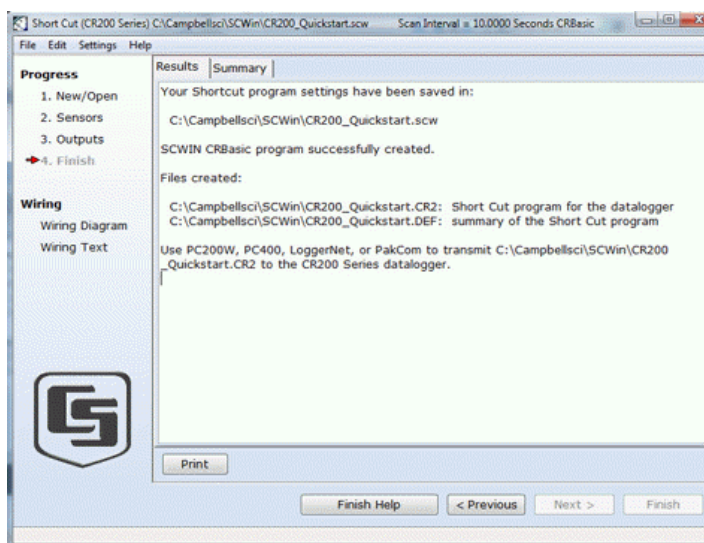 Short Cut (CR200 Series) C:\Campbellsci\SCWin\CR200_Quickstart.scw Scan Interval = 10.0000 Seconds CRBasic
File Edit Settings Help
Progress
1. New/Open
2. Sensors
3. Outputs
4. Finish
Wiring
Wiring Diagram
Wiring Text
Results Summary
Your Shortcut program settings have been saved in:
C:\Campbellsci\SCWin\CR200_Quickstart.scw
SCWIN CRBasic program successfully created.
Files created:
C:\Campbellsci\SCWin\CR200_Quickstart.CR2: Short Cut program for the datalogger
C:\Campbellsci\SCWin\CR200_Quickstart.DEF: summary of the Short Cut program
Use PC200W, PC400, LoggerNet, or PakCom to transmit C:\Campbellsci\SCWin\CR200
_Quickstart.CR2 to the CR200 Series datalogger.
CS
Print
Finish Help < Previous Next > Finish